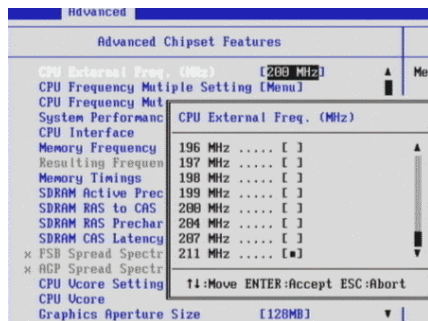 Advanced
Advanced Chipset Features
CPU External Freq. (MHz) [200 MHz] Me
CPU Frequency Mutiple Setting [Menu]
CPU Frequency Mut
System Performanc
CPU Interface
Memory Frequency
Resulting Frequen
Memory Timings
SDRAM Active Prec
SDRAM RAS to CAS
SDRAM RAS Prechar
SDRAM CAS Latency
x FSB Spread Spectr
x AGP Spread Spectr
CPU Vcore Setting
CPU Vcore
Graphics Aperture Size [128MB]
CPU External Freq. (MHz)
196 MHz ..... [ ]
197 MHz ..... [ ]
198 MHz ..... [ ]
199 MHz ..... [ ]
200 MHz ..... [ ]
204 MHz ..... [ ]
207 MHz ..... [ ]
211 MHz ..... [▪]
↑↓:Move ENTER:Accept ESC:Abort